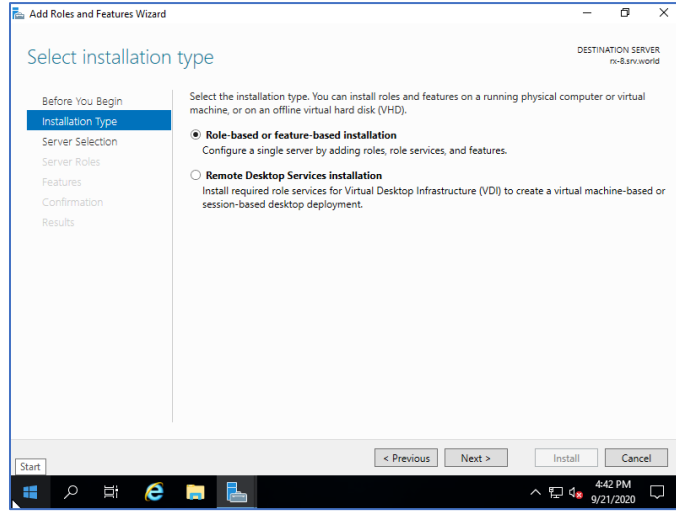 Add Roles and Features Wizard
Select installation type
DESTINATION SERVER
rx-8.srv.world
Before You Begin
Installation Type
Server Selection
Server Roles
Features
Confirmation
Results
Select the installation type. You can install roles and features on a running physical computer or virtual
machine, or on an offline virtual hard disk (VHD).
Role-based or feature-based installation
Configure a single server by adding roles, role services, and features.
Remote Desktop Services installation
Install required role services for Virtual Desktop Infrastructure (VDI) to create a virtual machine-based or
session-based desktop deployment.
< Previous
Next >
Install
Cancel
Start
4:42 PM
9/21/2020